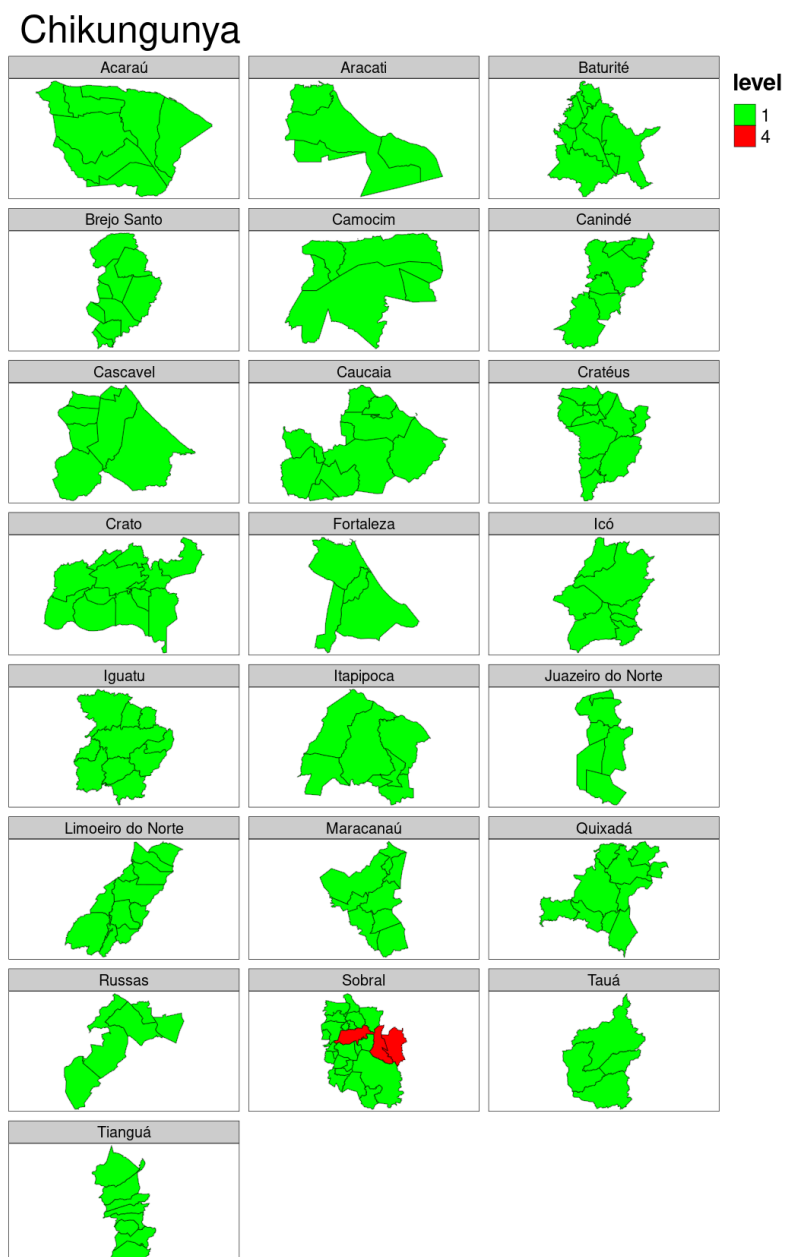 Chikungunya
Acaraú
Aracati
Baturité
level
1
4
Brejo Santo
Camocim
Canindé
Cascavel
Caucaia
Cratéus
Crato
Fortaleza
Icó
Iguatu
Itapipoca
Juazeiro do Norte
Limoeiro do Norte
Maracanaú
Quixadá
Russas
Sobral
Tauá
Tianguá